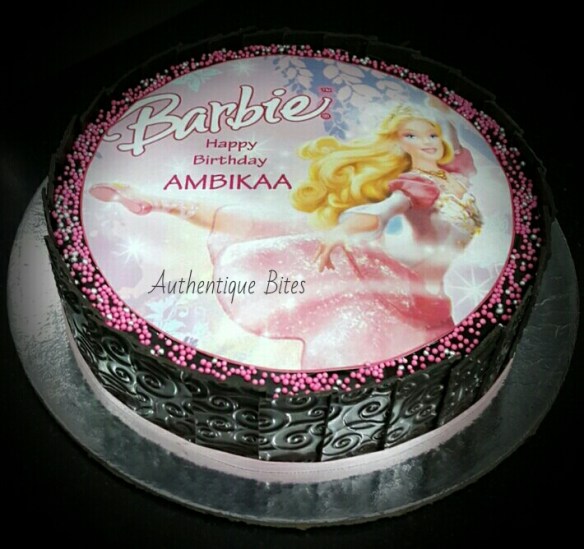 Barbie
Happy
Birthday
AMBIKAA
Authentique Bites